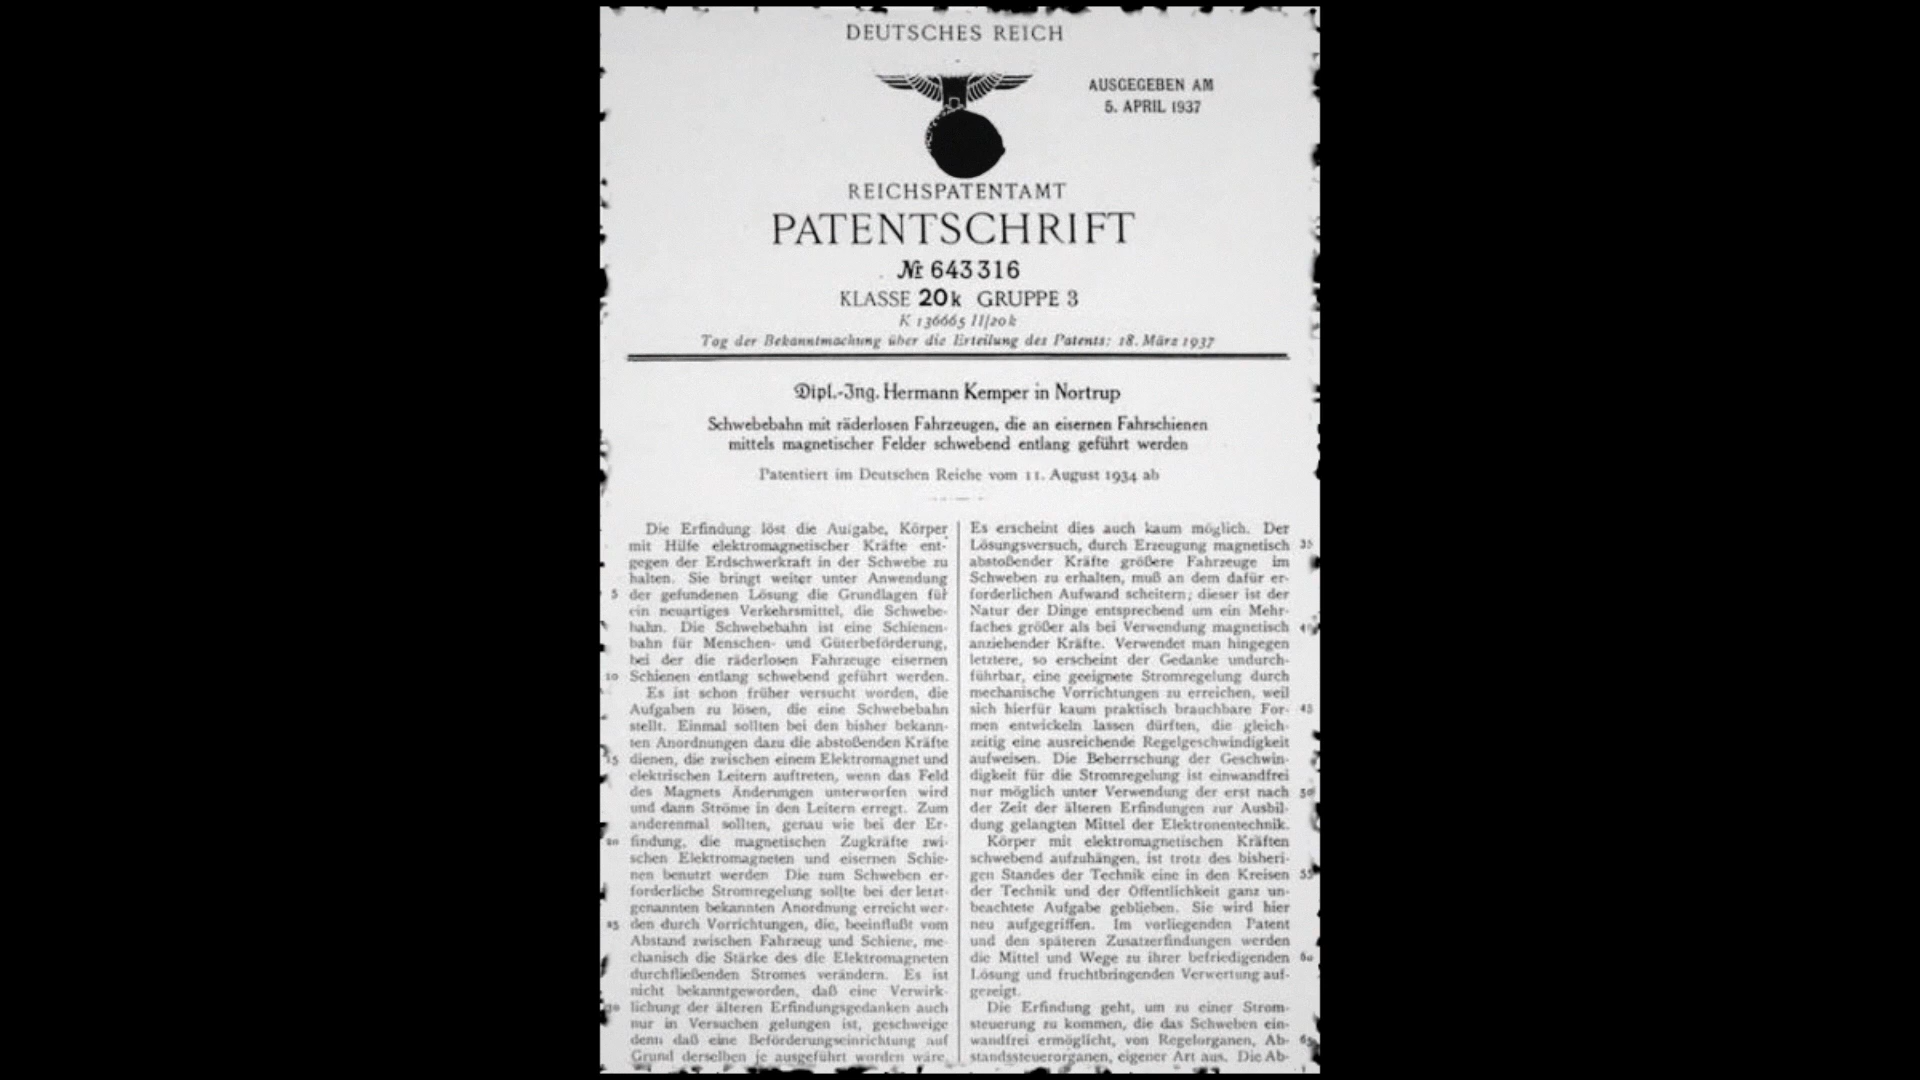 DEUTSCHES REICH
AUSGEGEBEN AM
5. APRIL 1937
REICHSPATENTAMT
PATENTSCHRIFT
№ 643316
KLASSE 20k GRUPPE 3
K 136665 II/20k
Tag der Bekanntmachung über die Erteilung des Patents: 18. März 1937
Dipl.-Ing. Hermann Kemper in Nortrup
Schwebebahn mit räderlosen Fahrzeugen, die an eisernen Fahrschienen
mittels magnetischer Felder schwebend entlang geführt werden
Patentiert im Deutschen Reiche vom 11. August 1934 ab
Die Erfindung löst die Aufgabe, Körper
mit Hilfe elektromagnetischer Kräfte ent-
gegen der Erdschwerkraft in der Schwebe zu
halten. Sie bringt weiter unter Anwendung
5 der gefundenen Lösung die Grundlagen für
ein neuartiges Verkehrsmittel, die Schwebe-
bahn. Die Schwebebahn ist eine Schienen-
bahn für Menschen- und Güterbeförderung,
bei der die räderlosen Fahrzeuge eisernen
10 Schienen entlang schwebend geführt werden.
Es ist schon früher versucht worden, die
Aufgaben zu lösen, die eine Schwebebahn
stellt. Einmal sollten bei den bisher bekann-
ten Anordnungen dazu die abstoßenden Kräfte
15 dienen, die zwischen einem Elektromagnet und
elektrischen Leitern auftreten, wenn das Feld
des Magnets Änderungen unterworfen wird
und dann Ströme in den Leitern erregt. Zum
anderenmal sollten, genau wie bei der Er-
20 findung, die magnetischen Zugkräfte zwi-
schen Elektromagneten und eisernen Schie-
nen benutzt werden Die zum Schweben er-
forderliche Stromregelung sollte bei der letzt-
genannten bekannten Anordnung erreicht wer-
25 den durch Vorrichtungen, die, beeinflußt vom
Abstand zwischen Fahrzeug und Schiene, me-
chanisch die Stärke des die Elektromagneten
durchfließenden Stromes verändern. Es ist
nicht bekanntgeworden, daß eine Verwirk-
30 lichung der älteren Erfindungsgedanken auch
nur in Versuchen gelungen ist, geschweige
denn daß eine Beförderungseinrichtung auf
Grund derselben je ausgeführt worden wäre.
Es erscheint dies auch kaum möglich. Der
Lösungsversuch, durch Erzeugung magnetisch 35
abstoßender Kräfte größere Fahrzeuge im
Schweben zu erhalten, muß an dem dafür er-
forderlichen Aufwand scheitern; dieser ist der
Natur der Dinge entsprechend um ein Mehr-
faches größer als bei Verwendung magnetisch 40
anziehender Kräfte. Verwendet man hingegen
letztere, so erscheint der Gedanke undurch-
führbar, eine geeignete Stromregelung durch
mechanische Vorrichtungen zu erreichen, weil
sich hierfür kaum praktisch brauchbare For- 45
men entwickeln lassen dürften, die gleich-
zeitig eine ausreichende Regelgeschwindigkeit
aufweisen. Die Beherrschung der Geschwin-
digkeit für die Stromregelung ist einwandfrei
nur möglich unter Verwendung der erst nach 50
der Zeit der älteren Erfindungen zur Ausbil-
dung gelangten Mittel der Elektronentechnik.
Körper mit elektromagnetischen Kräften
schwebend aufzuhängen, ist trotz des bisheri-
gen Standes der Technik eine in den Kreisen 55
der Technik und der Öffentlichkeit ganz un-
beachtete Aufgabe geblieben. Sie wird hier
neu aufgegriffen. Im vorliegenden Patent
und den späteren Zusatzerfindungen werden
die Mittel und Wege zu ihrer befriedigenden 60
Lösung und fruchtbringenden Verwertung auf-
gezeigt.
Die Erfindung geht, um zu einer Strom-
steuerung zu kommen, die das Schweben ein-
wandfrei ermöglicht, von Regelorganen, Ab- 65
standssteuerorganen, eigener Art aus. Die Ab-